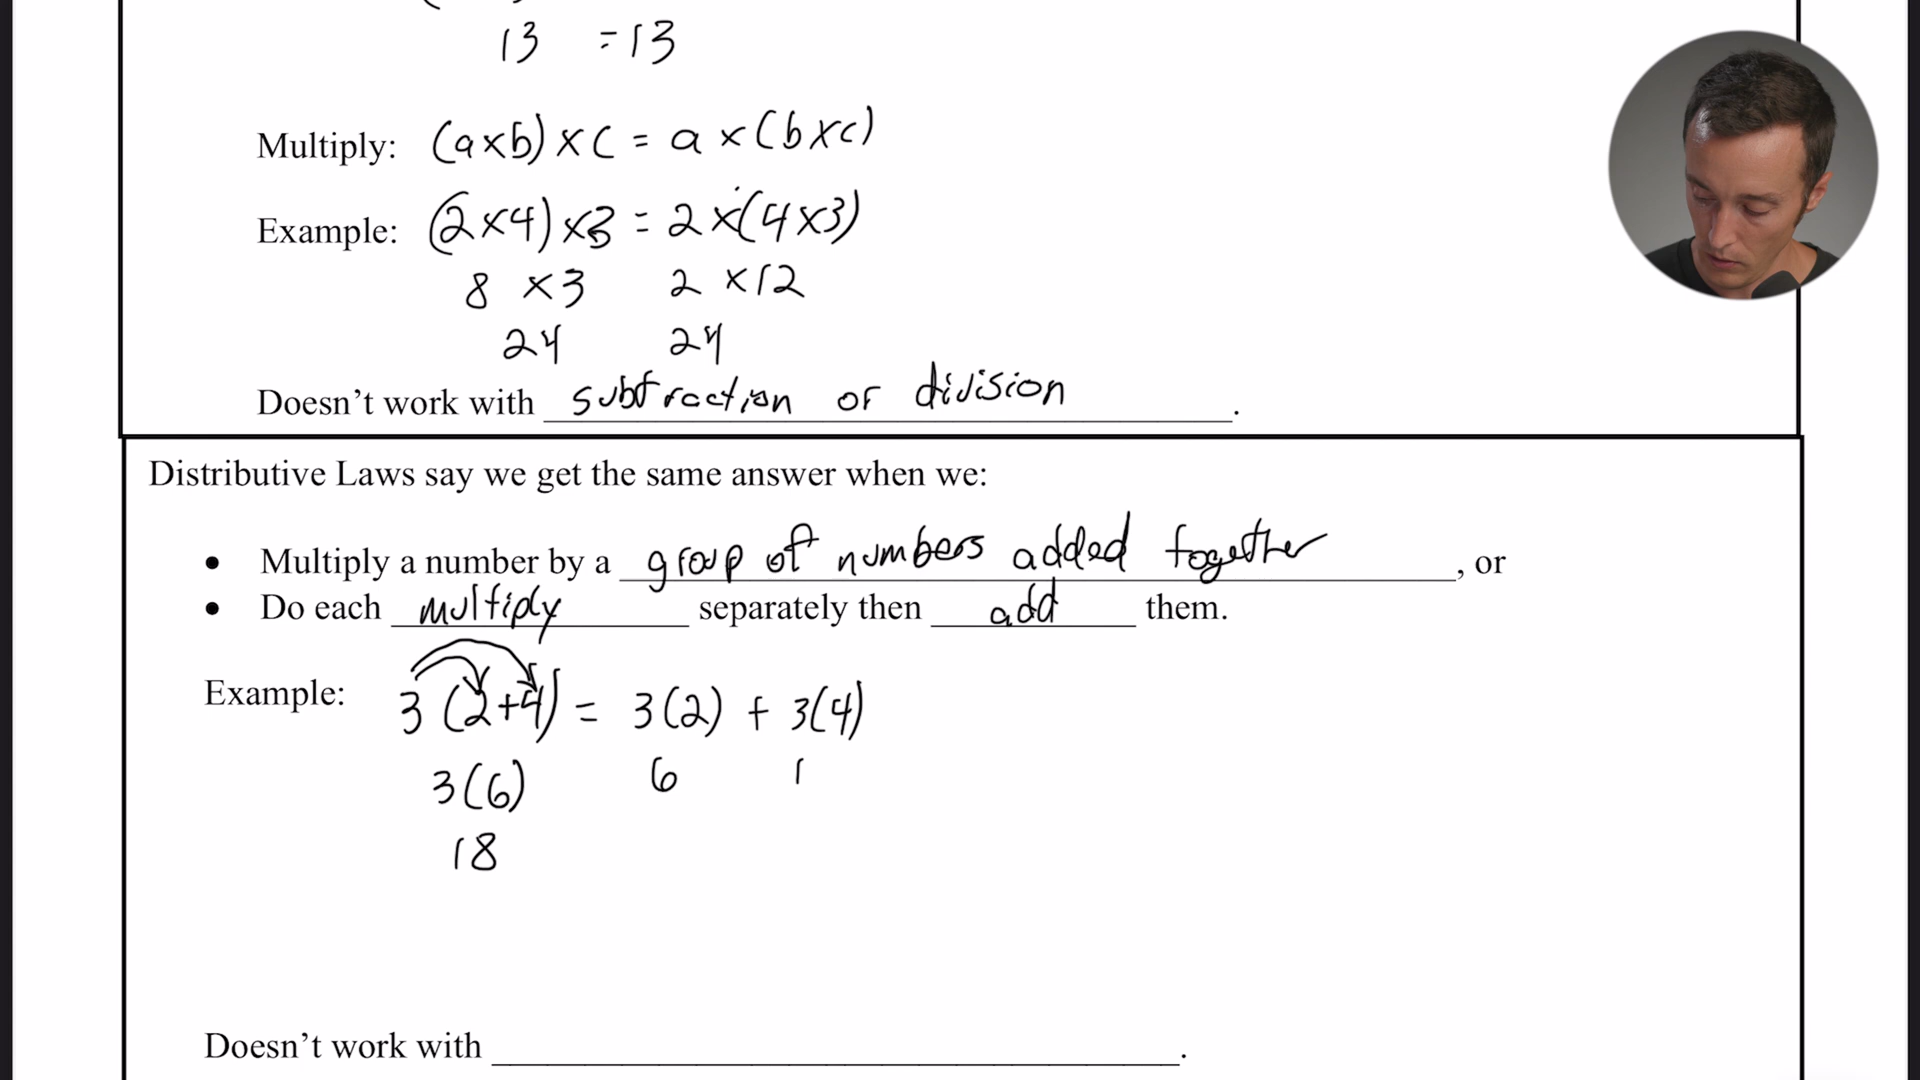 13 = 13
Multiply: (a×b)×c = a×(b×c)
Example: (2×4)×3 = 2×(4×3)
8 ×3 2 ×12
24 24
Doesn't work with subtraction or division.
Distributive Laws say we get the same answer when we:
• Multiply a number by a group of numbers added together, or
• Do each multiply separately then add them.
Example: 3(2+4) = 3(2) + 3(4)
3(6) 6 1
18
Doesn't work with ______________________.